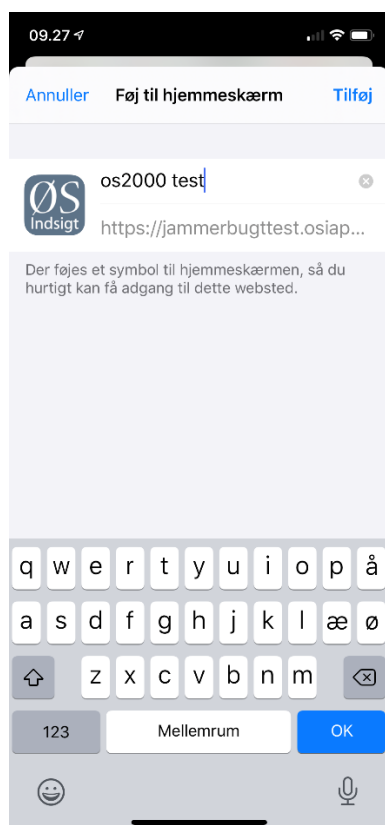 09.27
Annuller Føj til hjemmeskærm Tilføj
ØS
Indsigt
os2000 test
https://jammerbugttest.osiap...
Der føjes et symbol til hjemmeskærmen, så du
hurtigt kan få adgang til dette websted.
q w e r t y u i o p å
a s d f g h j k l æ ø
z x c v b n m
123 Mellemrum OK